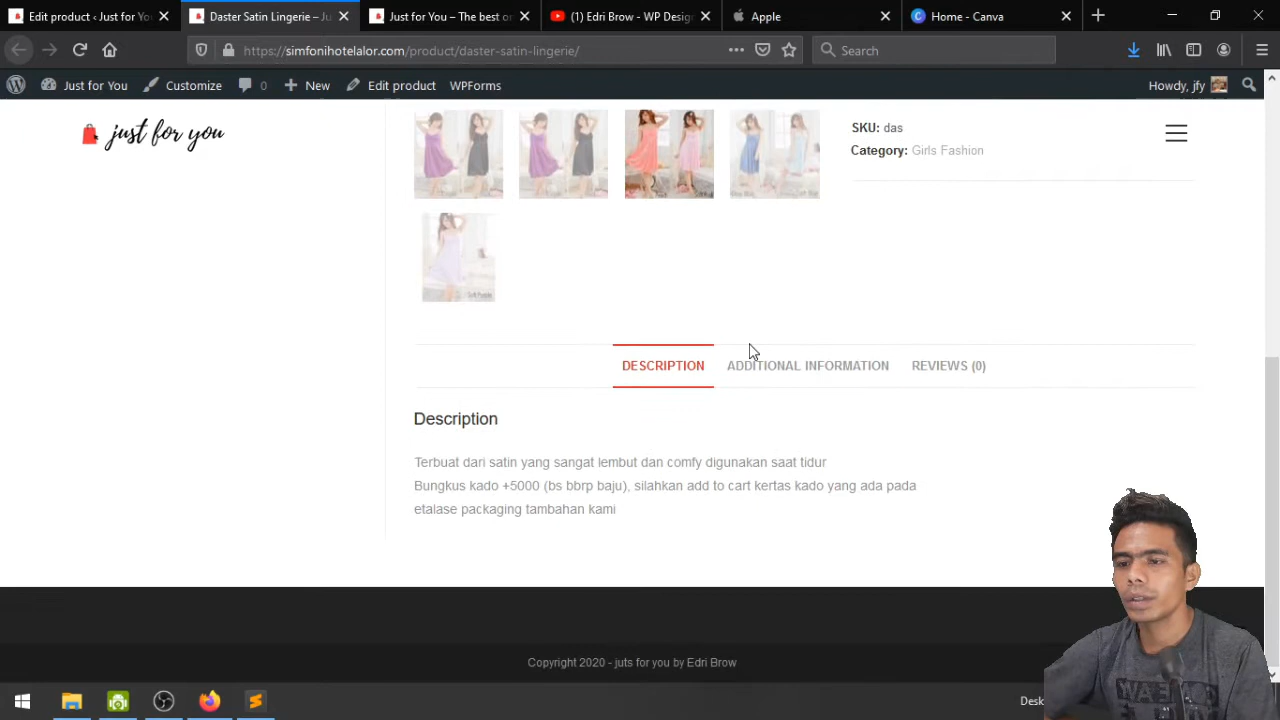 Edit product ‹ Just for You
Daster Satin Lingerie – Ju
Just for You – The best or
(1) Edri Brow - WP Desig
Apple
Home - Canva
https://simfonihotelalor.com/product/daster-satin-lingerie/
Search
Just for You
Customize
0
New
Edit product
WPForms
Howdy, jfy
just for you
SKU: das
Category: Girls Fashion
DESCRIPTION
ADDITIONAL INFORMATION
REVIEWS (0)
Description
Terbuat dari satin yang sangat lembut dan comfy digunakan saat tidur
Bungkus kado +5000 (bs bbrp baju), silahkan add to cart kertas kado yang ada pada
etalase packaging tambahan kami
Copyright 2020 - juts for you by Edri Brow
Desk